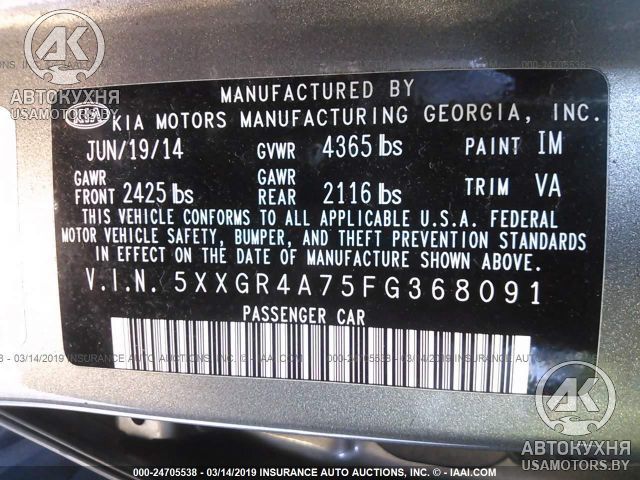 AK
АВТОКУХНЯ
USAMOTORS.BY
MANUFACTURED BY
KIA KIA MOTORS MANUFACTURING GEORGIA, INC.
JUN/19/14 GVWR 4365 lbs PAINT IM
GAWR FRONT 2425 lbs GAWR REAR 2116 lbs TRIM VA
THIS VEHICLE CONFORMS TO ALL APPLICABLE U.S.A. FEDERAL
MOTOR VEHICLE SAFETY, BUMPER, AND THEFT PREVENTION STANDARDS
IN EFFECT ON THE DATE OF MANUFACTURE SHOWN ABOVE.
V.I.N. 5XXGR4A75FG368091
PASSENGER CAR
AK
АВТОКУХНЯ
USAMOTORS.BY
000-24705538 - 03/14/2019 INSURANCE AUTO AUCTIONS, INC. © - IAAI.COM